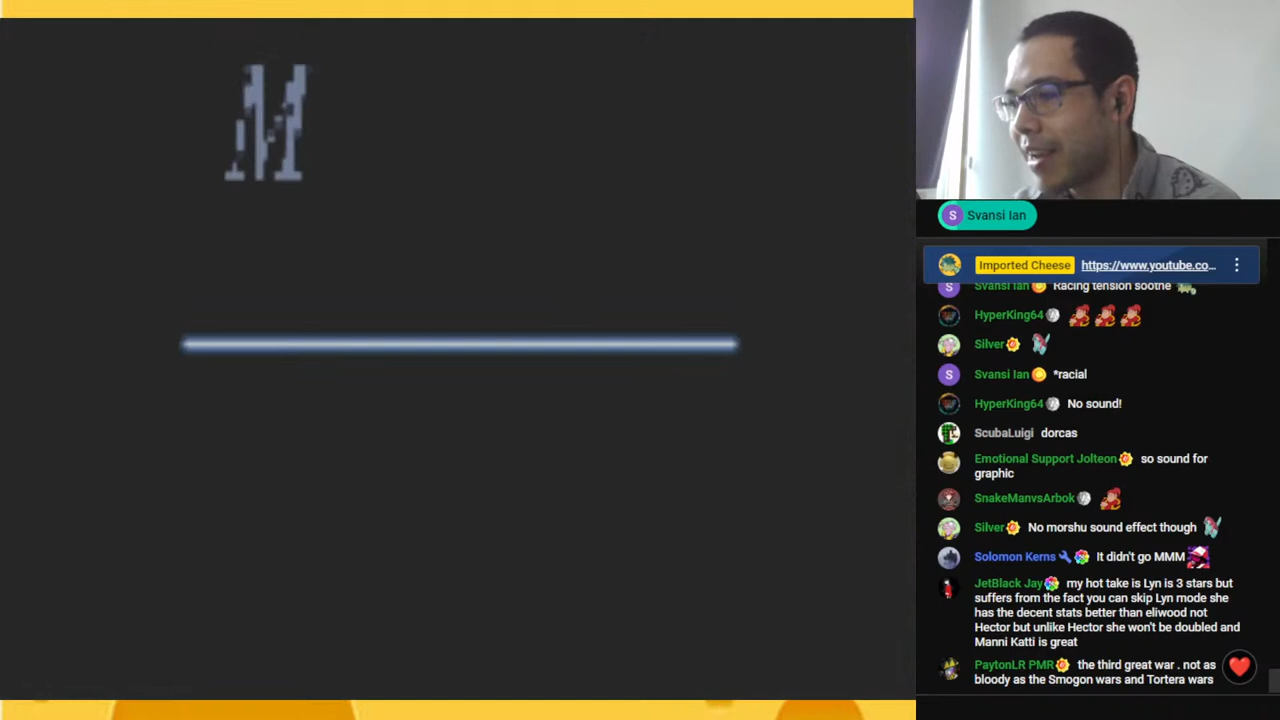 M
S Svansi Ian
Imported Cheese https://www.youtube.co...
S Svansi Ian Racing tension soothe
HyperKing64
Silver
S Svansi Ian *racial
HyperKing64 No sound!
ScubaLuigi dorcas
Emotional Support Jolteon so sound for
graphic
SnakeManvsArbok
Silver No morshu sound effect though
Solomon Kerns It didn't go MMM
JetBlack Jay my hot take is Lyn is 3 stars but
suffers from the fact you can skip Lyn mode she
has the decent stats better than eliwood not
Hector but unlike Hector she won't be doubled and
Manni Katti is great
PaytonLR PMR the third great war . not as
bloody as the Smogon wars and Tortera wars